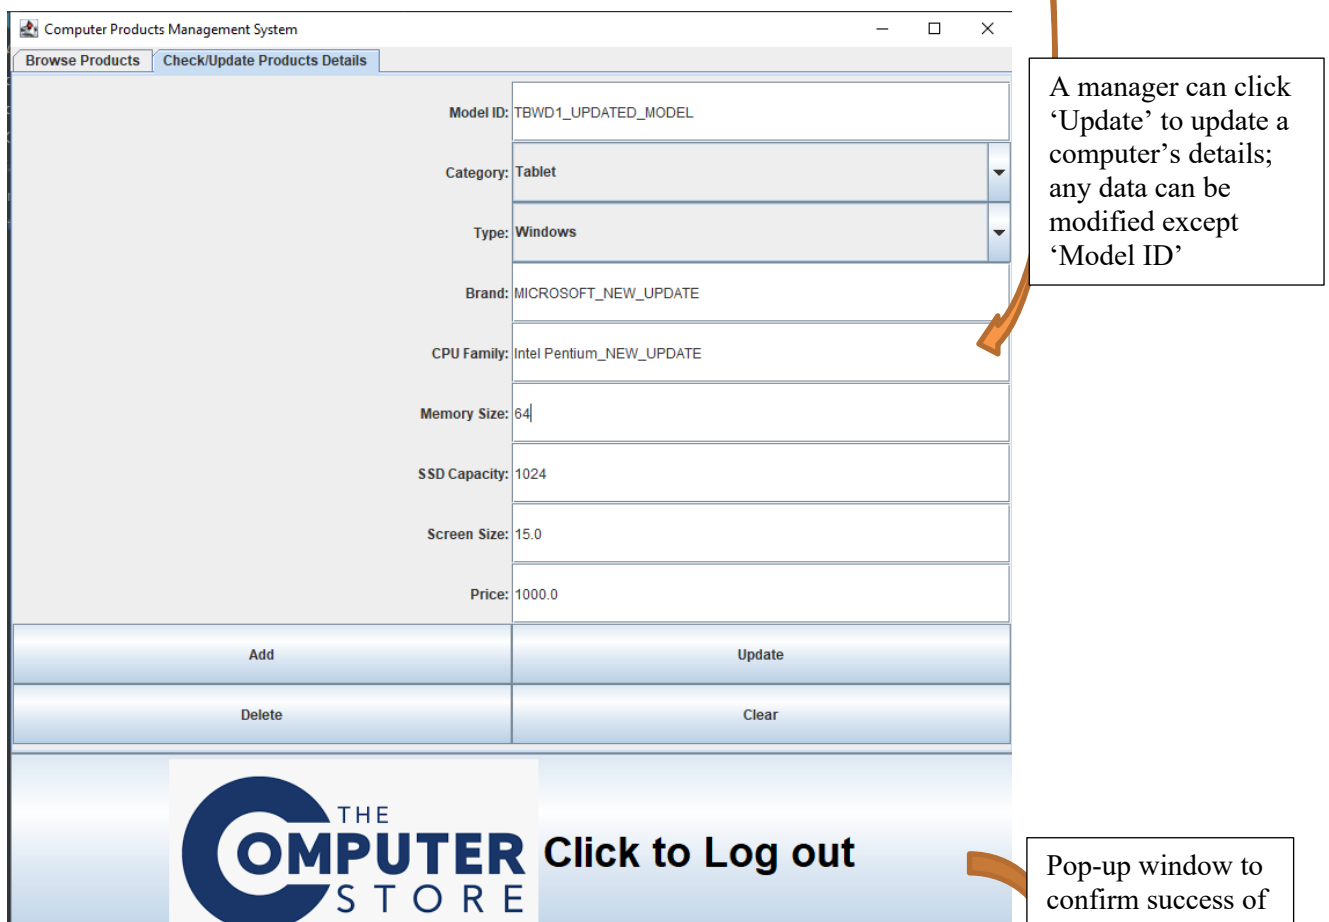 Computer Products Management System
Browse Products Check/Update Products Details
Model ID: TBWD1_UPDATED_MODEL
Category: Tablet
Type: Windows
Brand: MICROSOFT_NEW_UPDATE
CPU Family: Intel Pentium_NEW_UPDATE
Memory Size: 64
SSD Capacity: 1024
Screen Size: 15.0
Price: 1000.0
Add Update
Delete Clear
THE
COMPUTER
STORE
Click to Log out
A manager can click
‘Update’ to update a
computer’s details;
any data can be
modified except
‘Model ID’
Pop-up window to
confirm success of